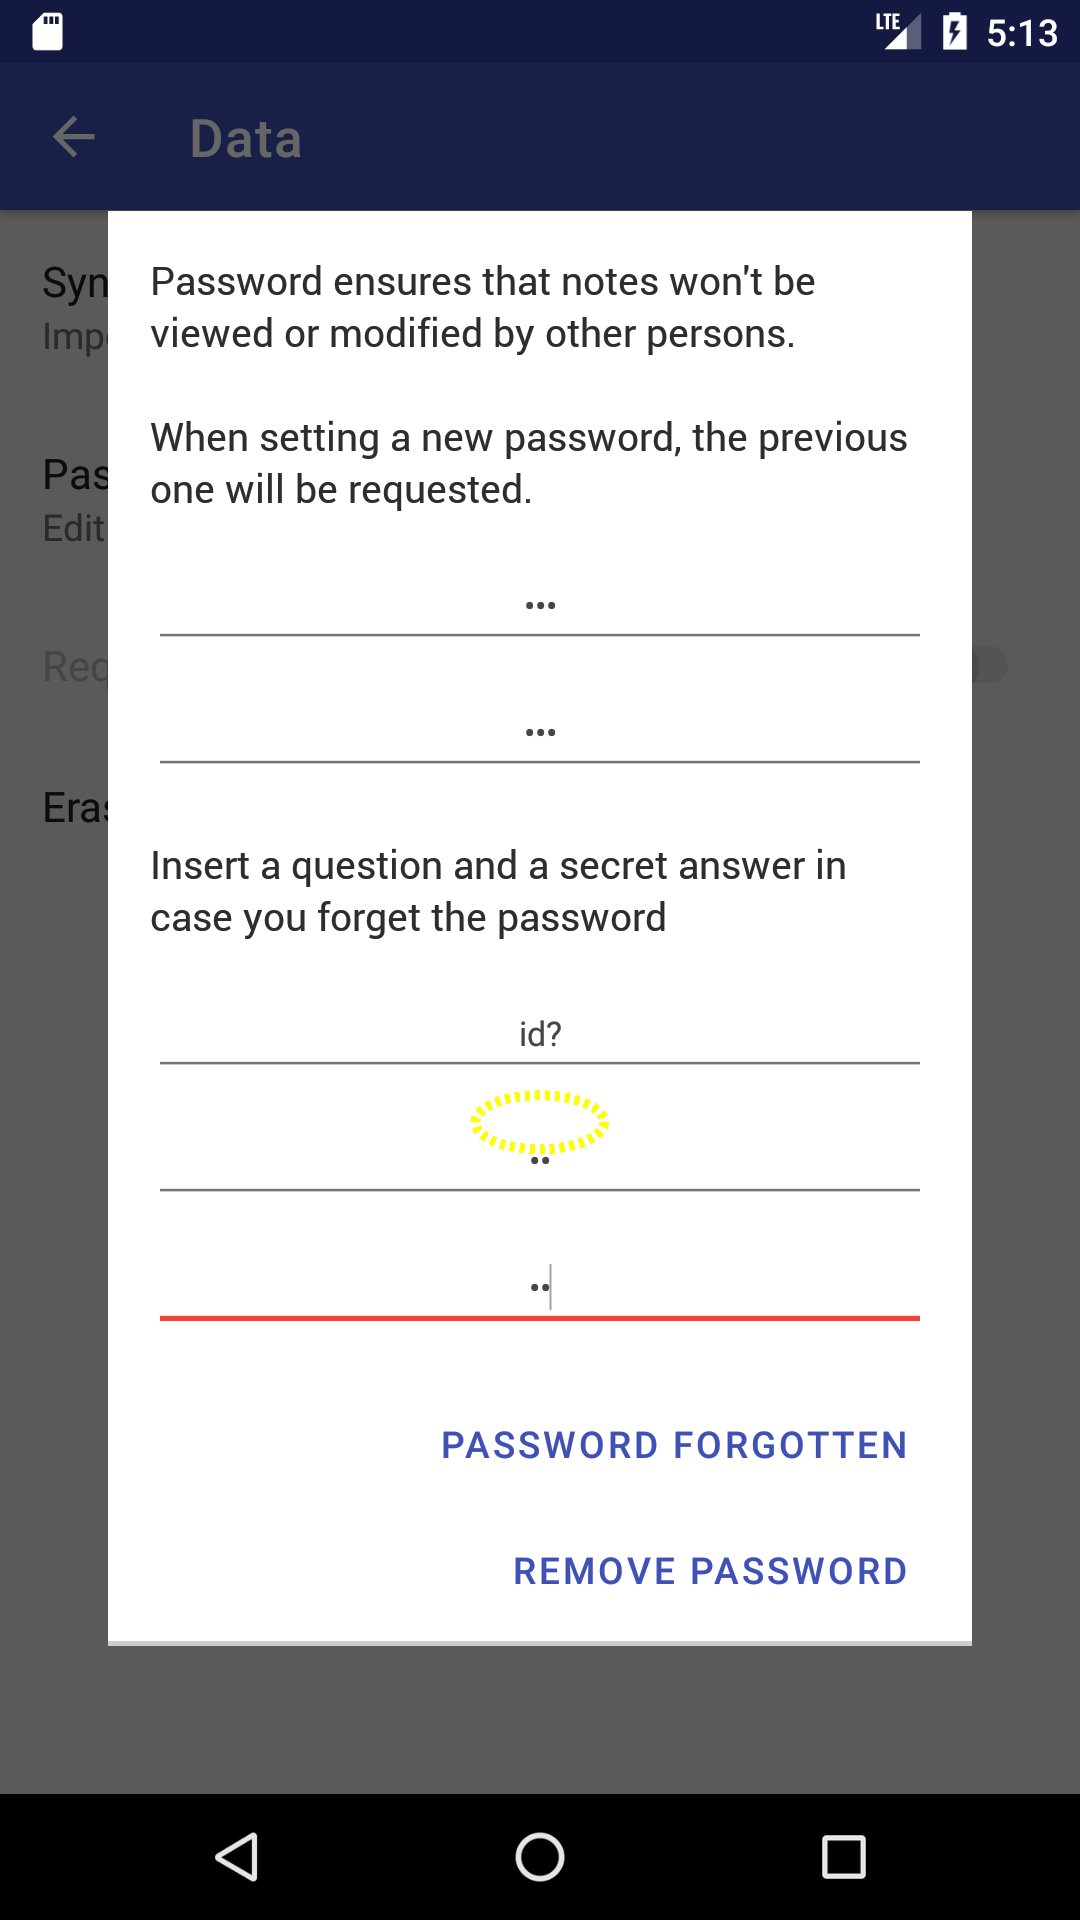 LTE 5:13
Data
Syn
Password ensures that notes won't be
viewed or modified by other persons.
Imp
When setting a new password, the previous
one will be requested.
Pas
Edit
•••
Req
•••
Eras
Insert a question and a secret answer in
case you forget the password
id?
••
••
PASSWORD FORGOTTEN
REMOVE PASSWORD